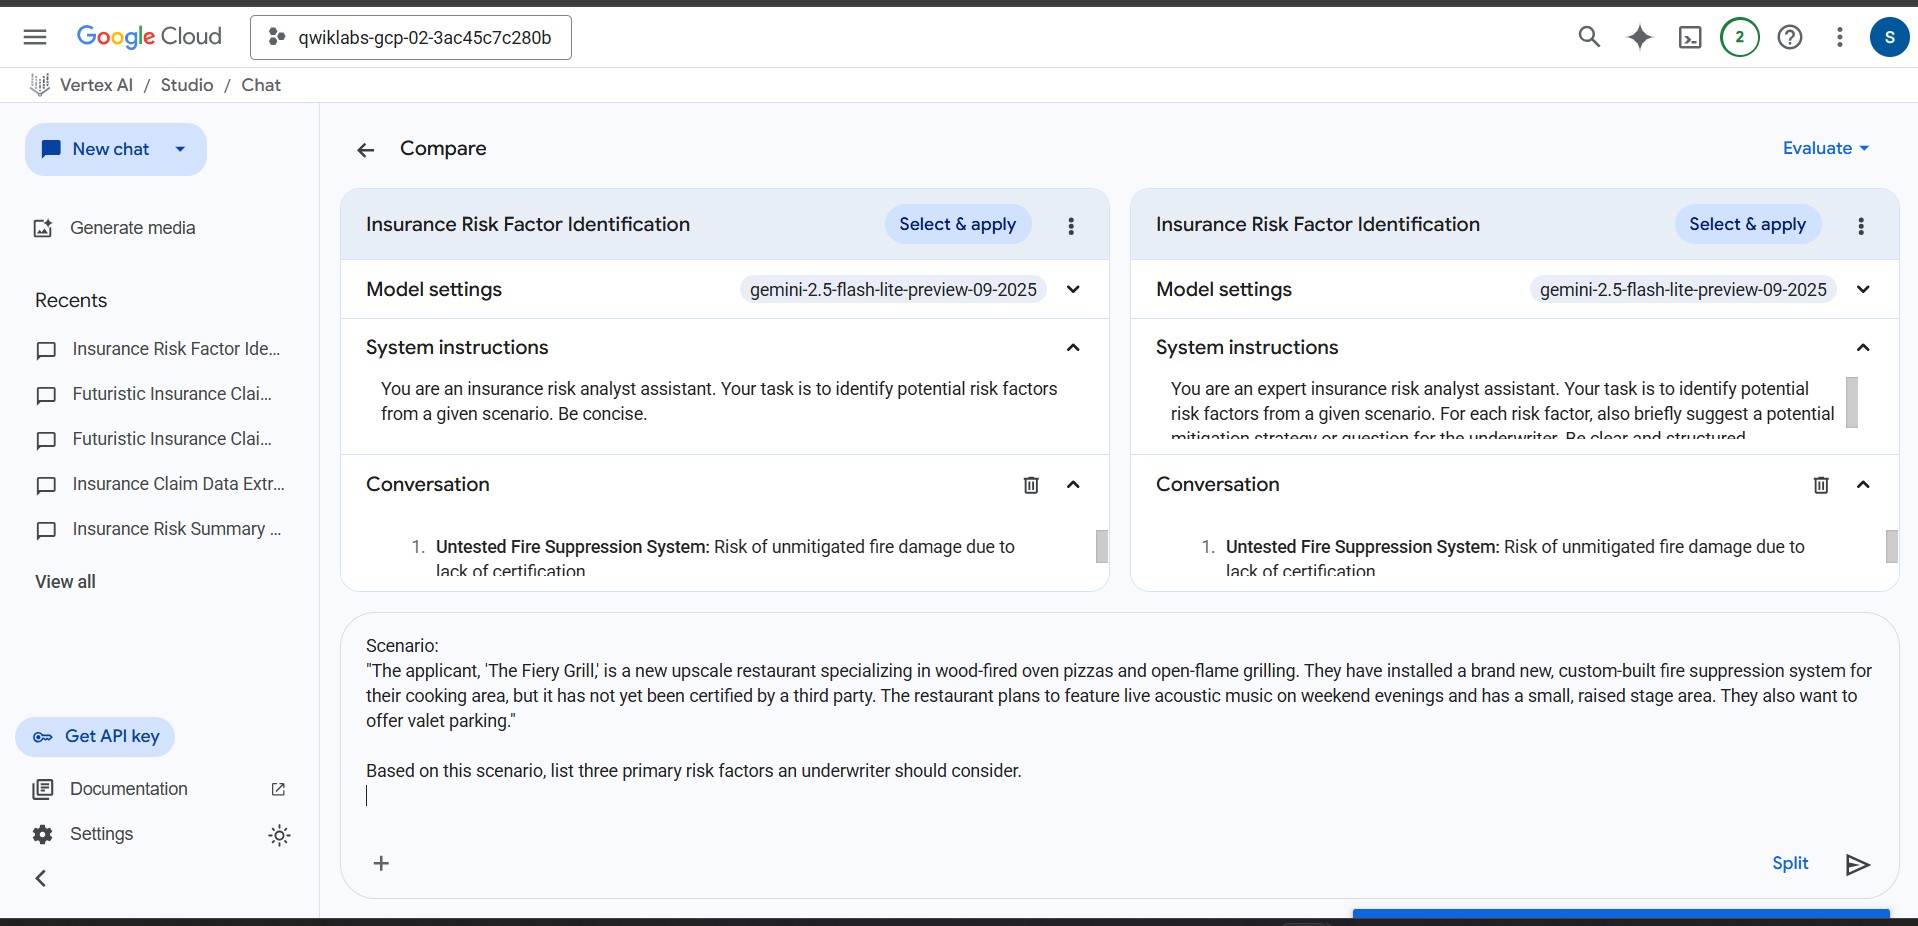 Google Cloud
qwiklabs-gcp-02-3ac45c7c280b
2
S
Vertex AI / Studio / Chat
New chat
Generate media
Recents
Insurance Risk Factor Ide...
Futuristic Insurance Clai...
Futuristic Insurance Clai...
Insurance Claim Data Extr...
Insurance Risk Summary ...
View all
Get API key
Documentation
Settings
Compare
Evaluate
Insurance Risk Factor Identification
Select & apply
Model settings
gemini-2.5-flash-lite-preview-09-2025
System instructions
You are an insurance risk analyst assistant. Your task is to identify potential risk factors
from a given scenario. Be concise.
Conversation
1. Untested Fire Suppression System: Risk of unmitigated fire damage due to
lack of certification
Insurance Risk Factor Identification
Select & apply
Model settings
gemini-2.5-flash-lite-preview-09-2025
System instructions
You are an expert insurance risk analyst assistant. Your task is to identify potential
risk factors from a given scenario. For each risk factor, also briefly suggest a potential
mitigation strategy or question for the underwriter. Be clear and structured.
Conversation
1. Untested Fire Suppression System: Risk of unmitigated fire damage due to
lack of certification
Scenario:
"The applicant, 'The Fiery Grill,' is a new upscale restaurant specializing in wood-fired oven pizzas and open-flame grilling. They have installed a brand new, custom-built fire suppression system for
their cooking area, but it has not yet been certified by a third party. The restaurant plans to feature live acoustic music on weekend evenings and has a small, raised stage area. They also want to
offer valet parking."
Based on this scenario, list three primary risk factors an underwriter should consider.
Split